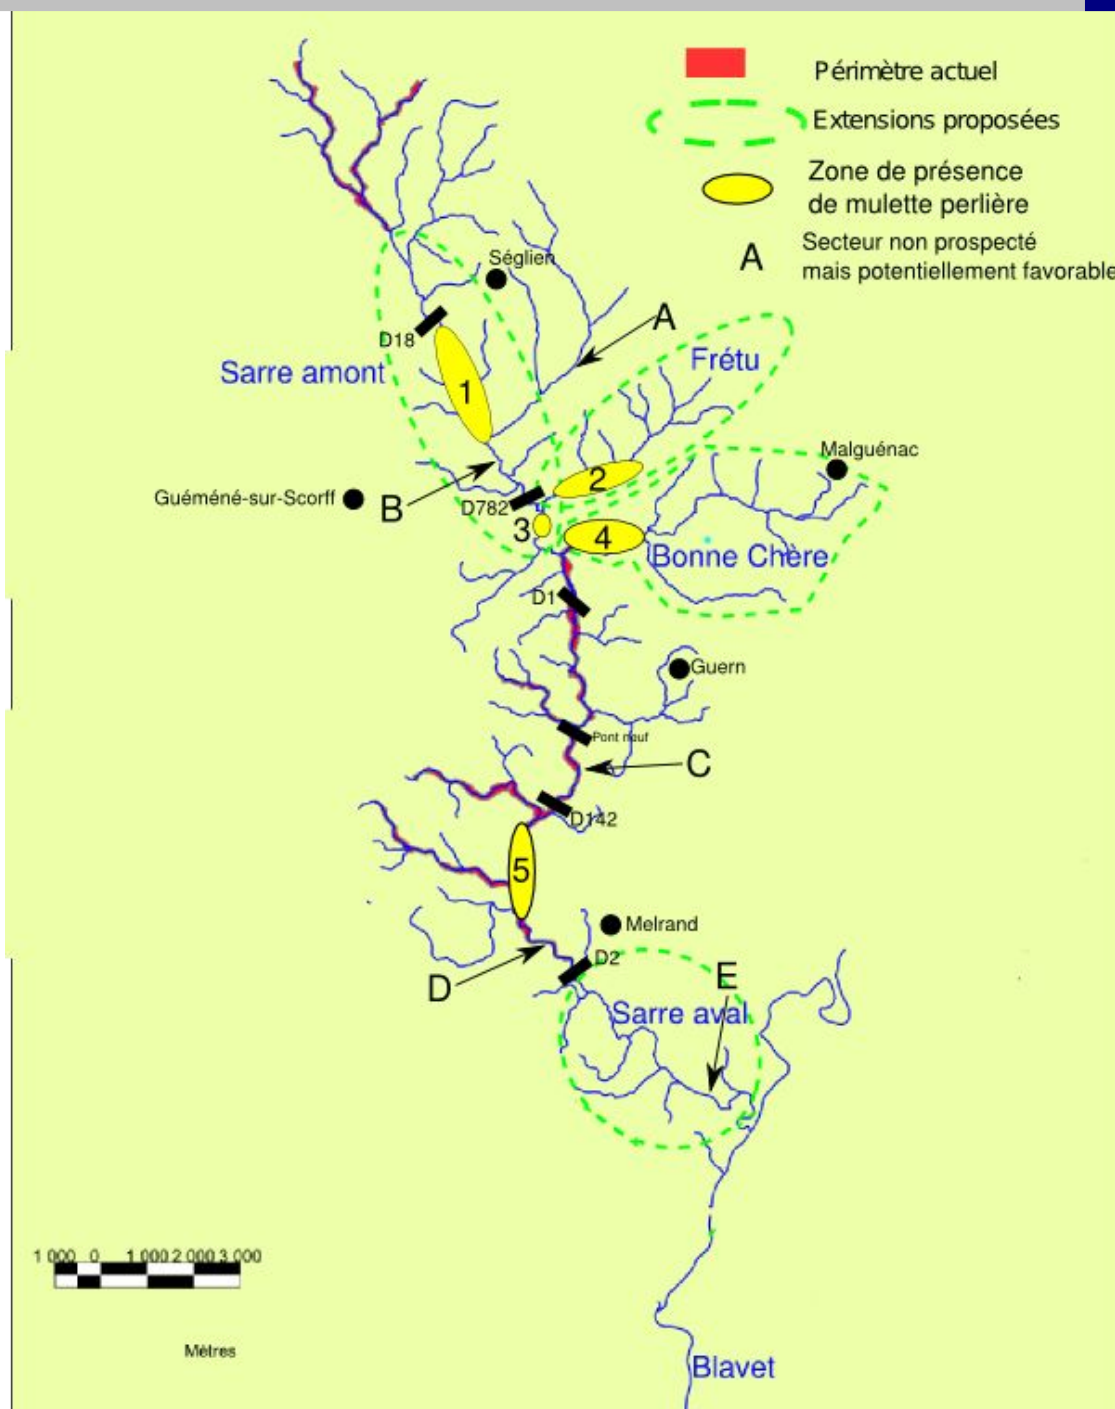 Périmètre actuel
Extensions proposées
Zone de présence
de mulette perlière
A
Secteur non prospecté
mais potentiellement favorable
Séglien
A
D18
Frétu
Sarre amont
1
Malguénac
2
Guéméné-sur-Scorff
B
D782
3
4
Bonne Chère
D1
Guern
Pont neuf
C
D142
5
Melrand
D2
D
E
Sarre aval
1 000 0 1 000 2 000 3 000
Mètres
Blavet